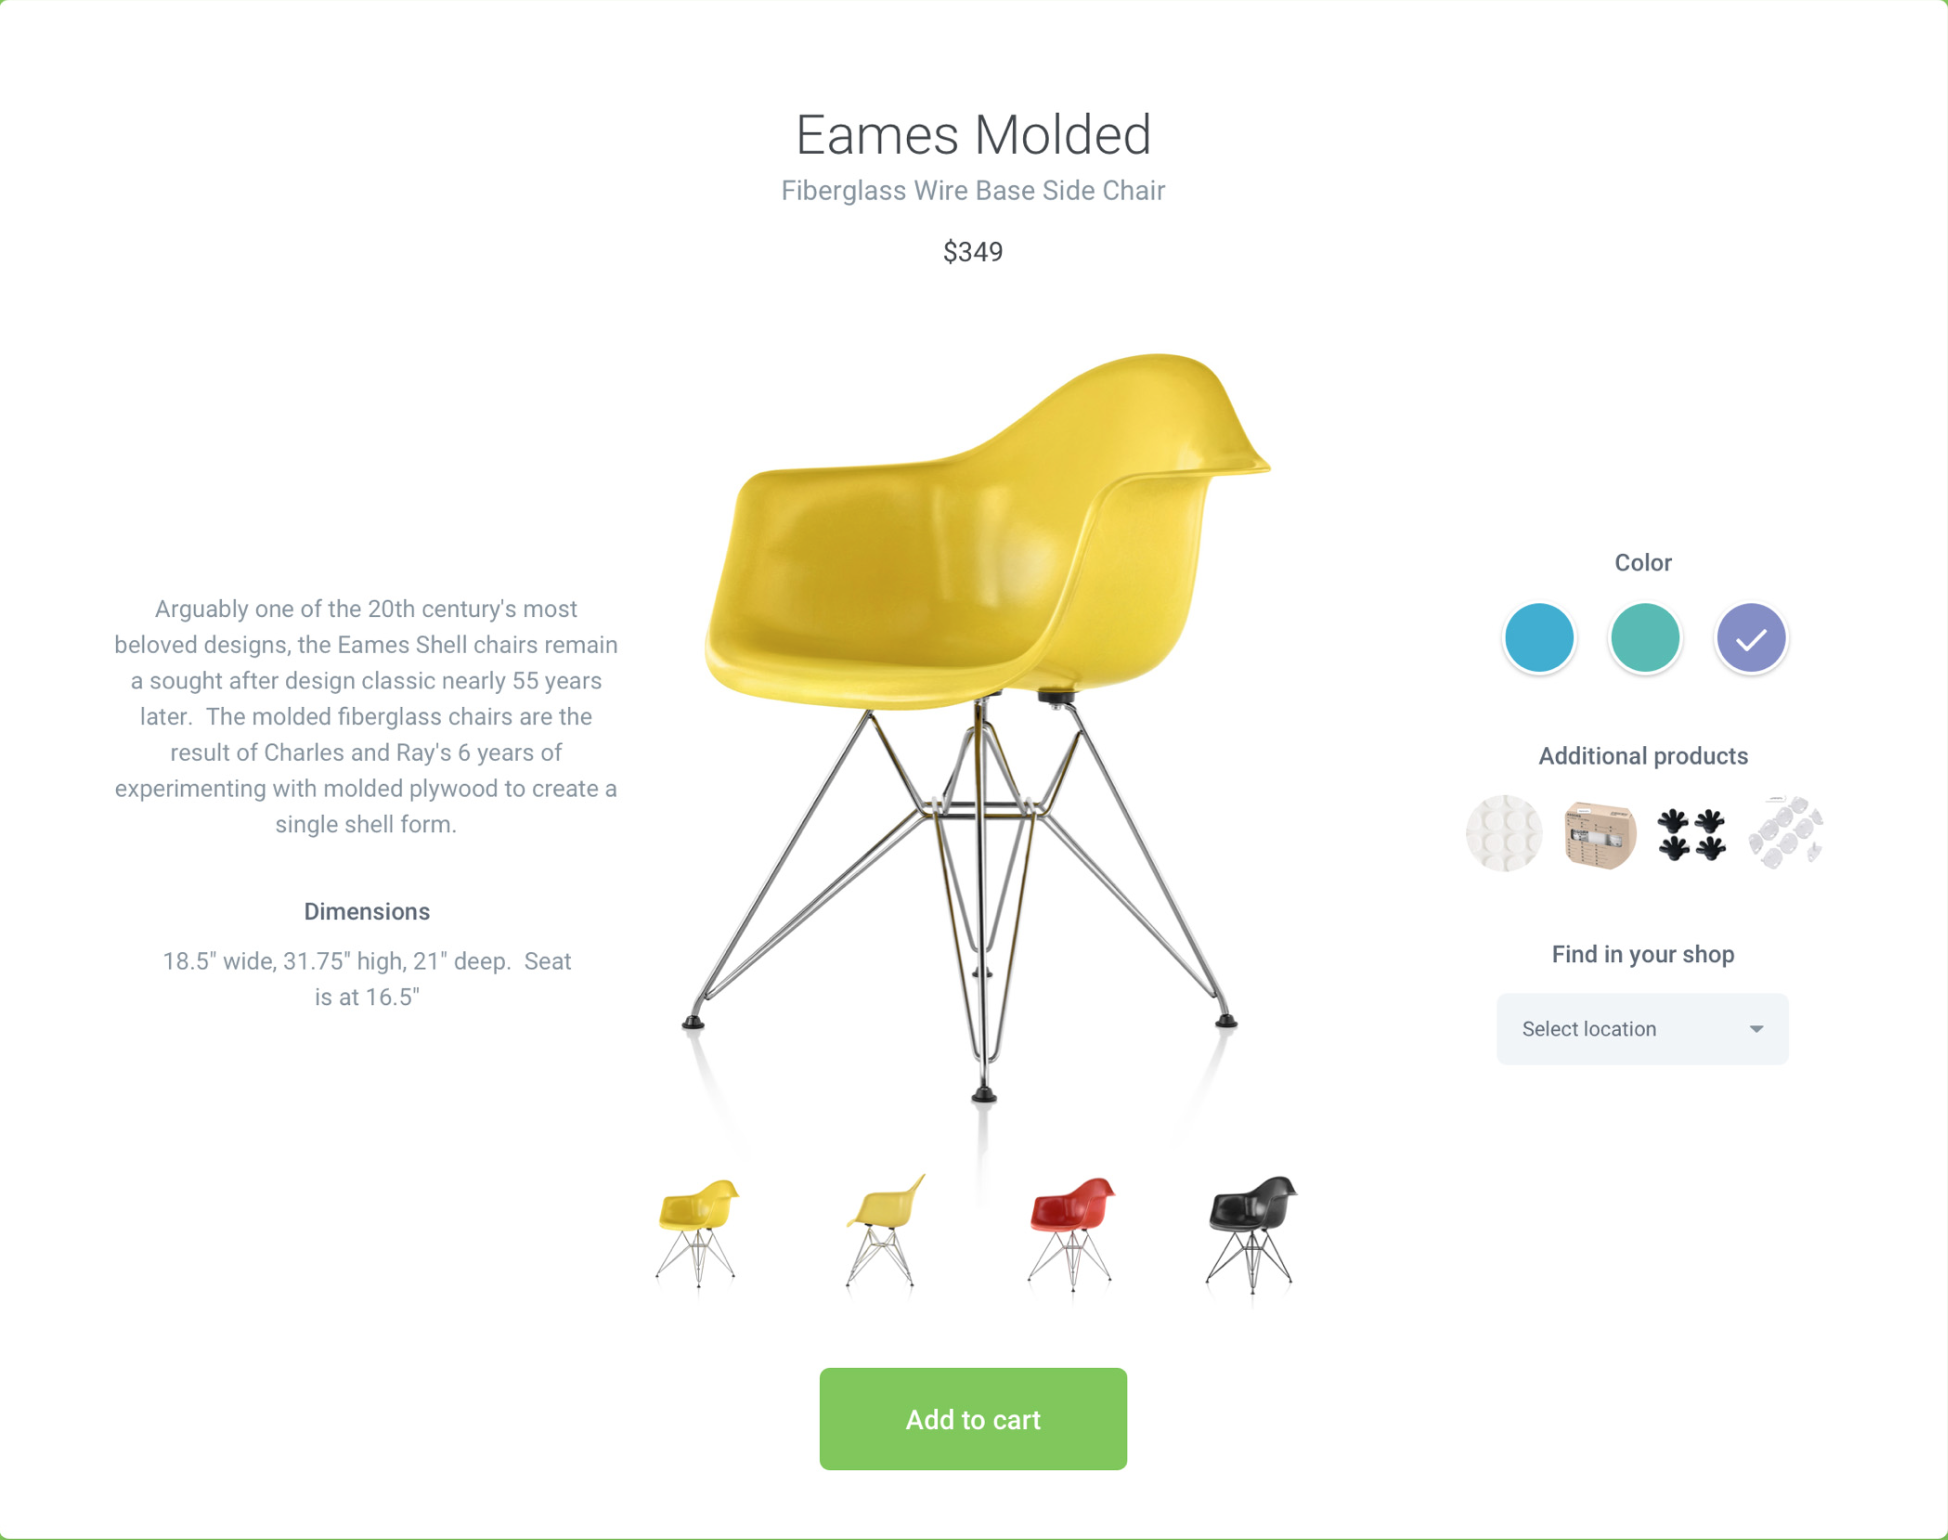 Eames Molded
Fiberglass Wire Base Side Chair
$349
Arguably one of the 20th century's most
beloved designs, the Eames Shell chairs remain
a sought after design classic nearly 55 years
later.  The molded fiberglass chairs are the
result of Charles and Ray's 6 years of
experimenting with molded plywood to create a
single shell form.
Dimensions
18.5" wide, 31.75" high, 21" deep.  Seat
is at 16.5"
Color
Additional products
Find in your shop
Select location
Add to cart